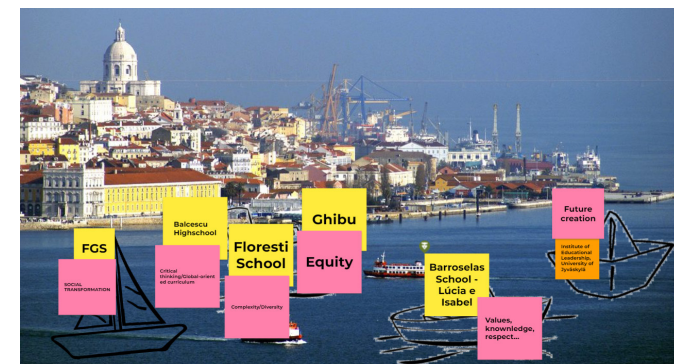 FGS
SOCIAL
TRANSFORMATION
Balcescu
Highschool
Critical
thinking/Global-orient
ed curriculum
Floresti
School
Complexity/Diversity
Ghibu
Equity
Barroselas
School -
Lúcia e
Isabel
Values,
knownledge,
respect...
Future
creation
Institute of
Educational
Leadership,
University of
Jyväskylä